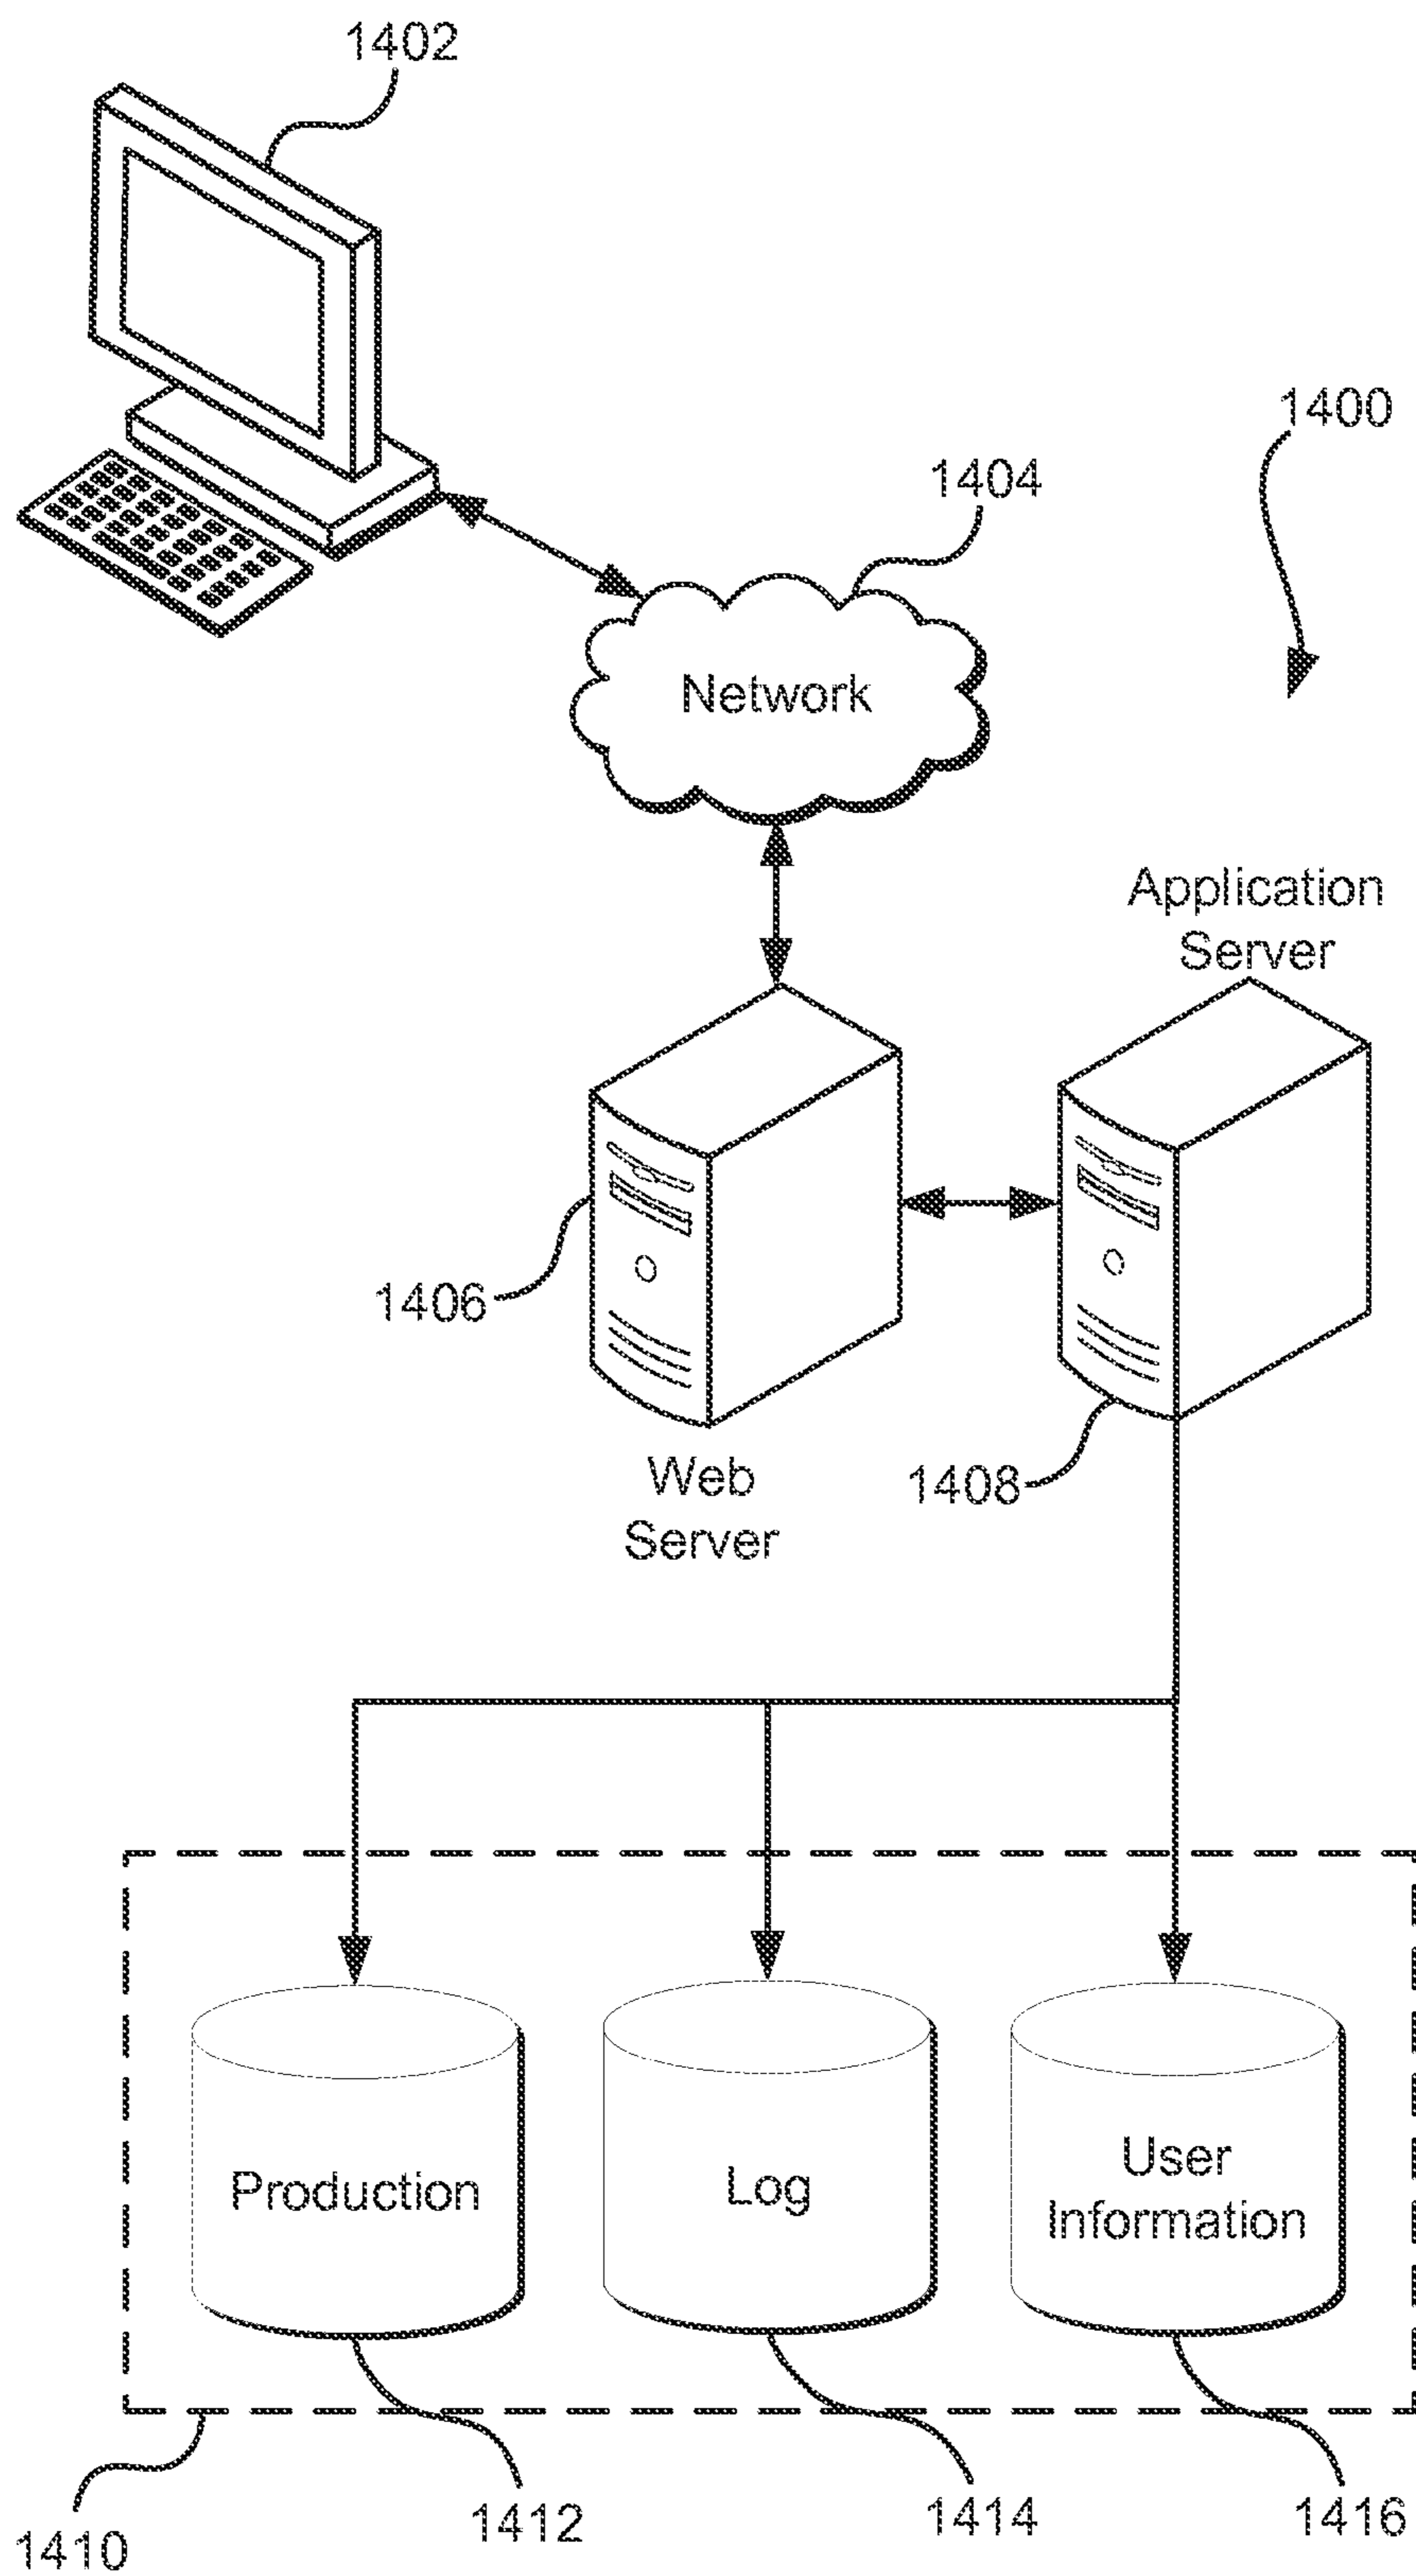 1402
1400
1404
Network
Application
Server
1406
1408
Web
Server
Production
Log
User
Information
1410
1412
1414
1416